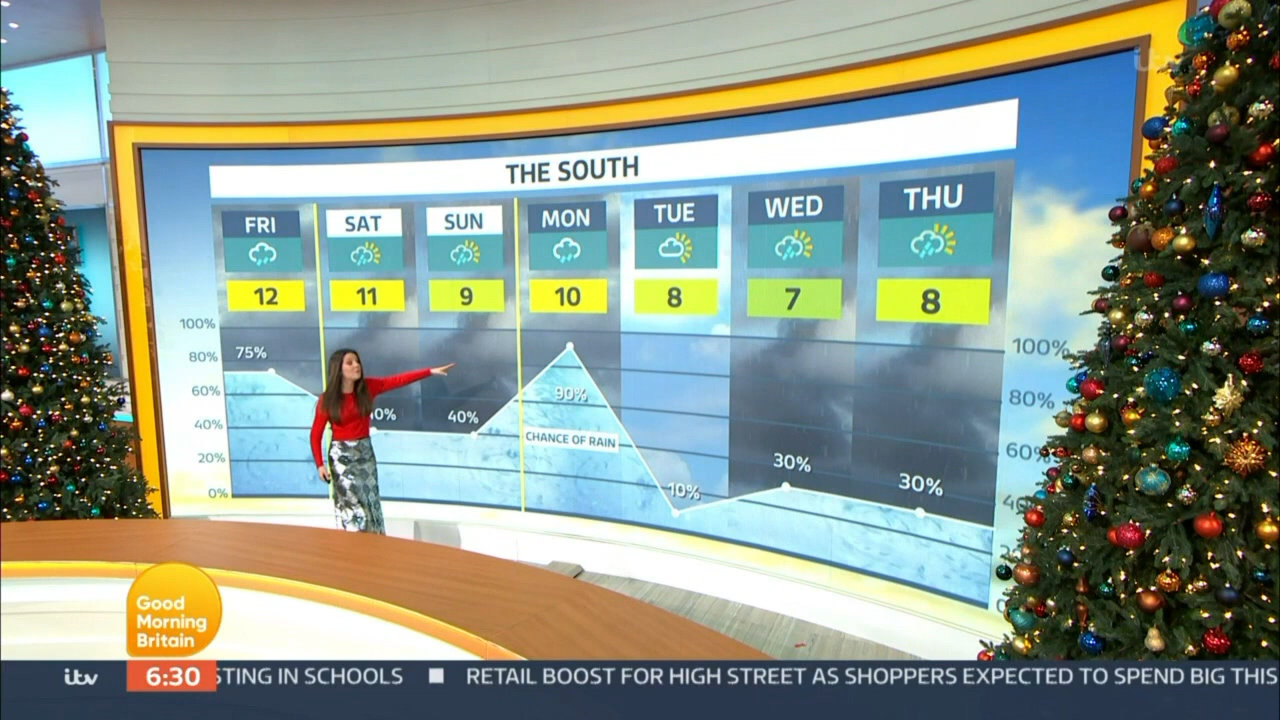 THE SOUTH
FRI SAT SUN MON TUE WED THU
12 11 9 10 8 7 8
100%
80%
60%
40%
20%
0%
75%
40%
90%
CHANCE OF RAIN
10%
30%
30%
100%
80%
60%
Good
Morning
Britain
itv
6:30
STING IN SCHOOLS ■ RETAIL BOOST FOR HIGH STREET AS SHOPPERS EXPECTED TO SPEND BIG THIS